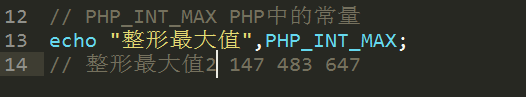 12 // PHP_INT_MAX PHP中的常量
13 echo "整形最大值",PHP_INT_MAX;
14 // 整形最大值2 147 483 647